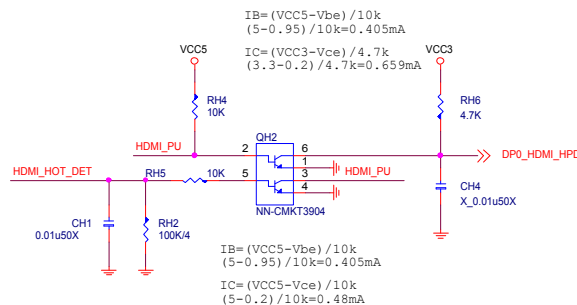 IB=(VCC5-Vbe)/10k
(5-0.95)/10k=0.405mA
IC=(VCC3-Vce)/4.7k
(3.3-0.2)/4.7k=0.659mA
VCC5
VCC3
RH4
10K
RH6
4.7K
HDMI_PU
QH2
2
6
1
DP0_HDMI_HPD
HDMI_HOT_DET
RH5
10K
5
3
HDMI_PU
4
NN-CMKT3904
CH1
0.01u50X
RH2
100K/4
CH4
X_0.01u50X
IB=(VCC5-Vbe)/10k
(5-0.95)/10k=0.405mA
IC=(VCC5-Vce)/10k
(5-0.2)/10k=0.48mA